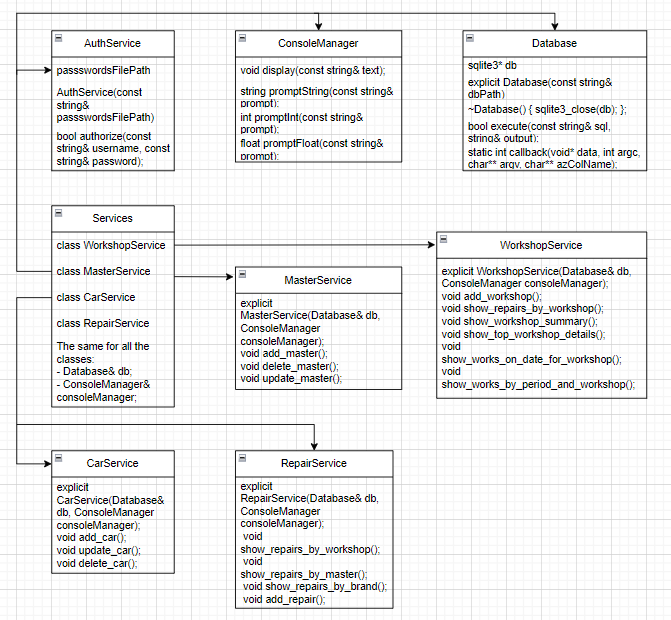 AuthService
passswordsFilePath
AuthService(const
string&
passswordsFilePath)
bool authorize(const
string& username, const
string& password);
ConsoleManager
void display(const string& text);
string promptString(const string&
prompt);
int promptInt(const string&
prompt);
float promptFloat(const string&
prompt);
Database
sqlite3* db
explicit Database(const string&
dbPath)
~Database() { sqlite3_close(db); };
bool execute(const string& sql,
string& output);
static int callback(void* data, int argc,
char** argv, char** azColName);
Services
class WorkshopService
class MasterService
class CarService
class RepairService
The same for all the
classes:
- Database& db;
- ConsoleManager&
consoleManager;
MasterService
explicit
MasterService(Database& db,
ConsoleManager
consoleManager);
void add_master();
void delete_master();
void update_master();
WorkshopService
explicit WorkshopService(Database& db,
ConsoleManager consoleManager);
void add_workshop();
void show_repairs_by_workshop();
void show_workshop_summary();
void show_top_workshop_details();
void
show_works_on_date_for_workshop();
void
show_works_by_period_and_workshop();
CarService
explicit
CarService(Database&
db, ConsoleManager
consoleManager);
void add_car();
void update_car();
void delete_car();
RepairService
explicit
RepairService(Database& db,
ConsoleManager
consoleManager);
void
show_repairs_by_workshop();
void
show_repairs_by_master();
void show_repairs_by_brand();
void add_repair();